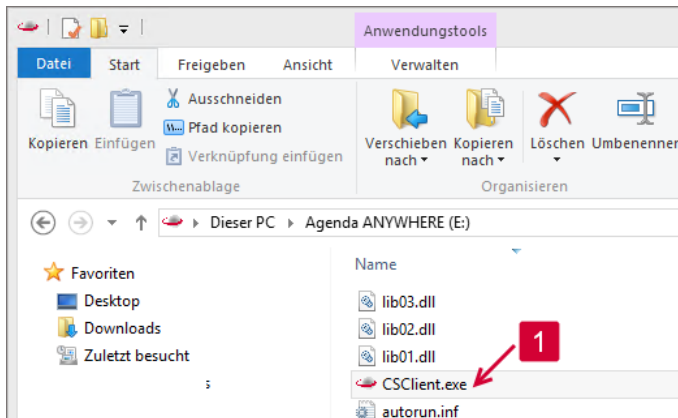 Anwendungstools
Datei Start Freigeben Ansicht Verwalten
Kopieren Einfügen Ausschneiden
Pfad kopieren
Verknüpfung einfügen
Zwischenablage
Verschieben nach Kopieren nach Löschen Umbenennen
Organisieren
Dieser PC Agenda ANYWHERE (E:)
Favoriten
Desktop
Downloads
Zuletzt besucht
s
Name
lib03.dll
lib02.dll
lib01.dll
1
CSClient.exe
autorun.inf